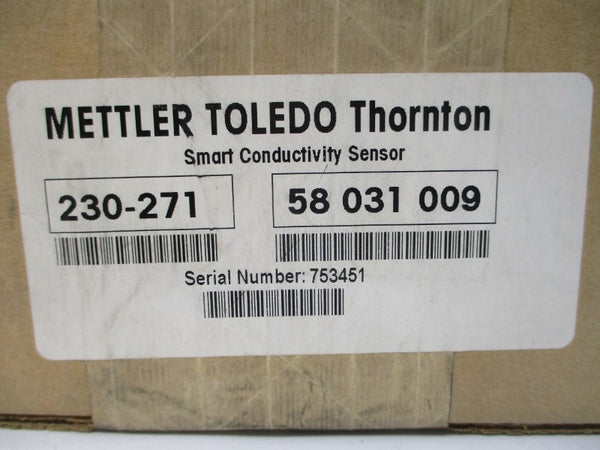 METTLER TOLEDO Thornton
Smart Conductivity Sensor
230-271 58 031 009
Serial Number: 753451